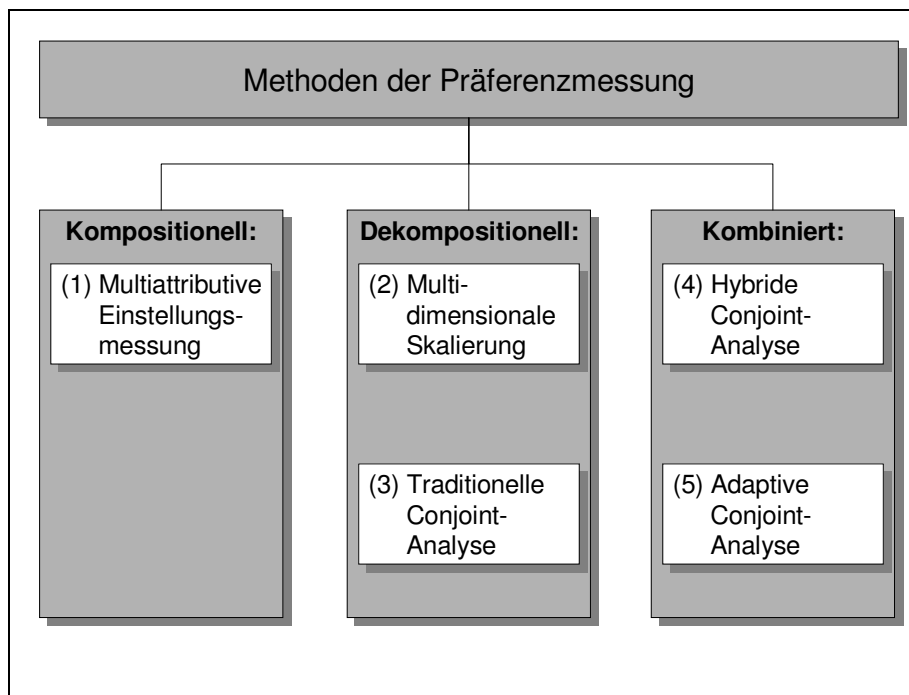 Methoden der Präferenzmessung
Kompositionell:
(1) Multiattributive
Einstellungs-
messung
Dekompositionell:
(2) Multi-
dimensionale
Skalierung
(3) Traditionelle
Conjoint-
Analyse
Kombiniert:
(4) Hybride
Conjoint-
Analyse
(5) Adaptive
Conjoint-
Analyse